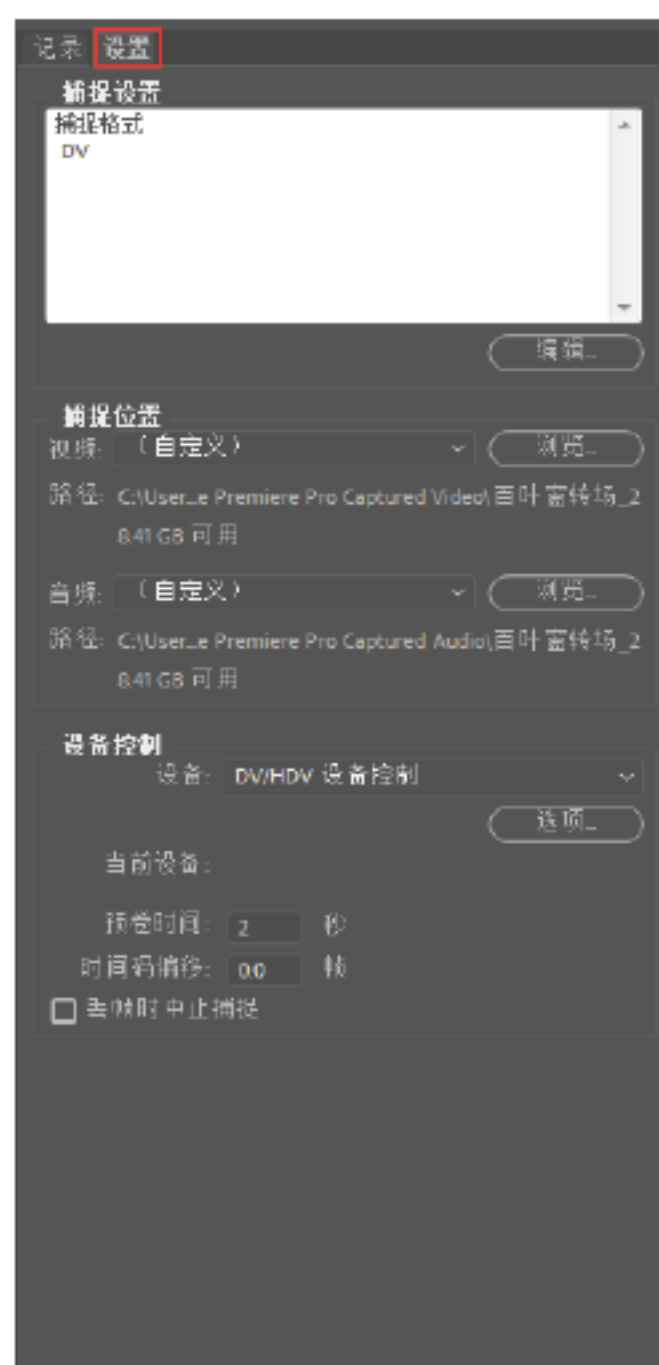 记录 设置
捕捉设置
捕捉格式
DV
编辑...
捕捉位置
视频: （自定义） 浏览...
路径: C:\User...e Premiere Pro Captured Video\百叶窗转场_2
8.41 GB 可用
音频: （自定义） 浏览...
路径: C:\User...e Premiere Pro Captured Audio\百叶窗转场_2
8.41 GB 可用
设备控制
设备: DV/HDV 设备控制
选项...
当前设备:
预卷时间: 2 秒
时间码偏移: 00 帧
丢帧时中止捕捉